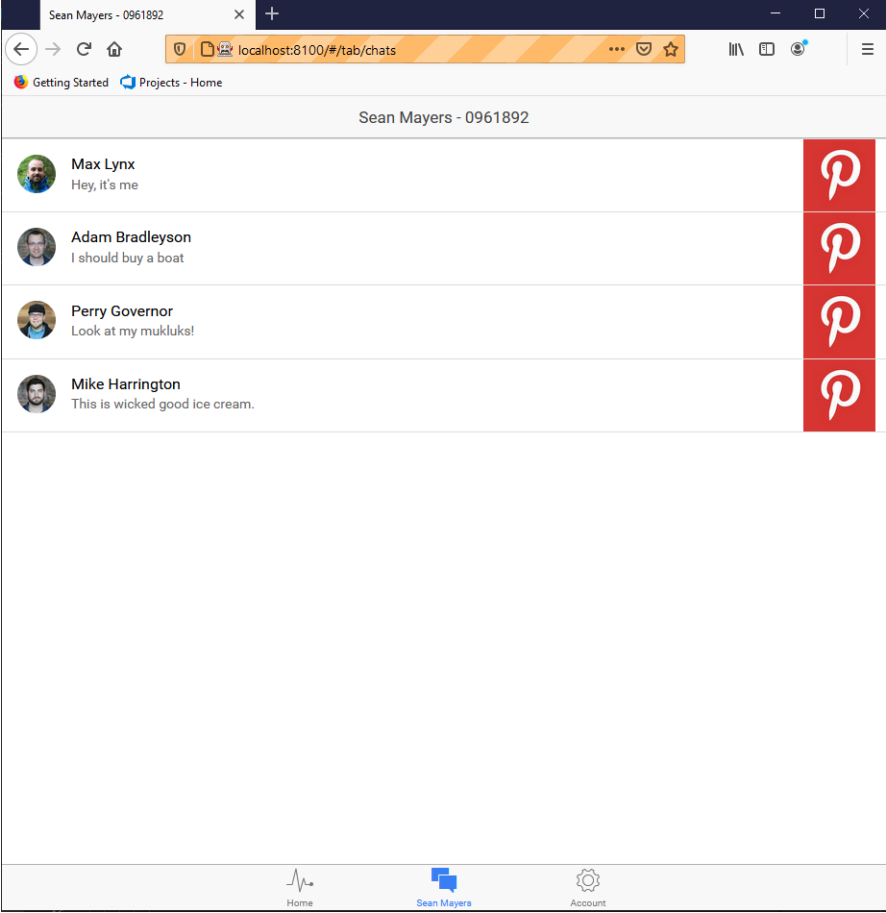 Sean Mayers - 0961892
localhost:8100/#/tab/chats
Getting Started Projects - Home
Sean Mayers - 0961892
Max Lynx
Hey, it's me
Adam Bradleyson
I should buy a boat
Perry Governor
Look at my mukluks!
Mike Harrington
This is wicked good ice cream.
Home Sean Mayers Account